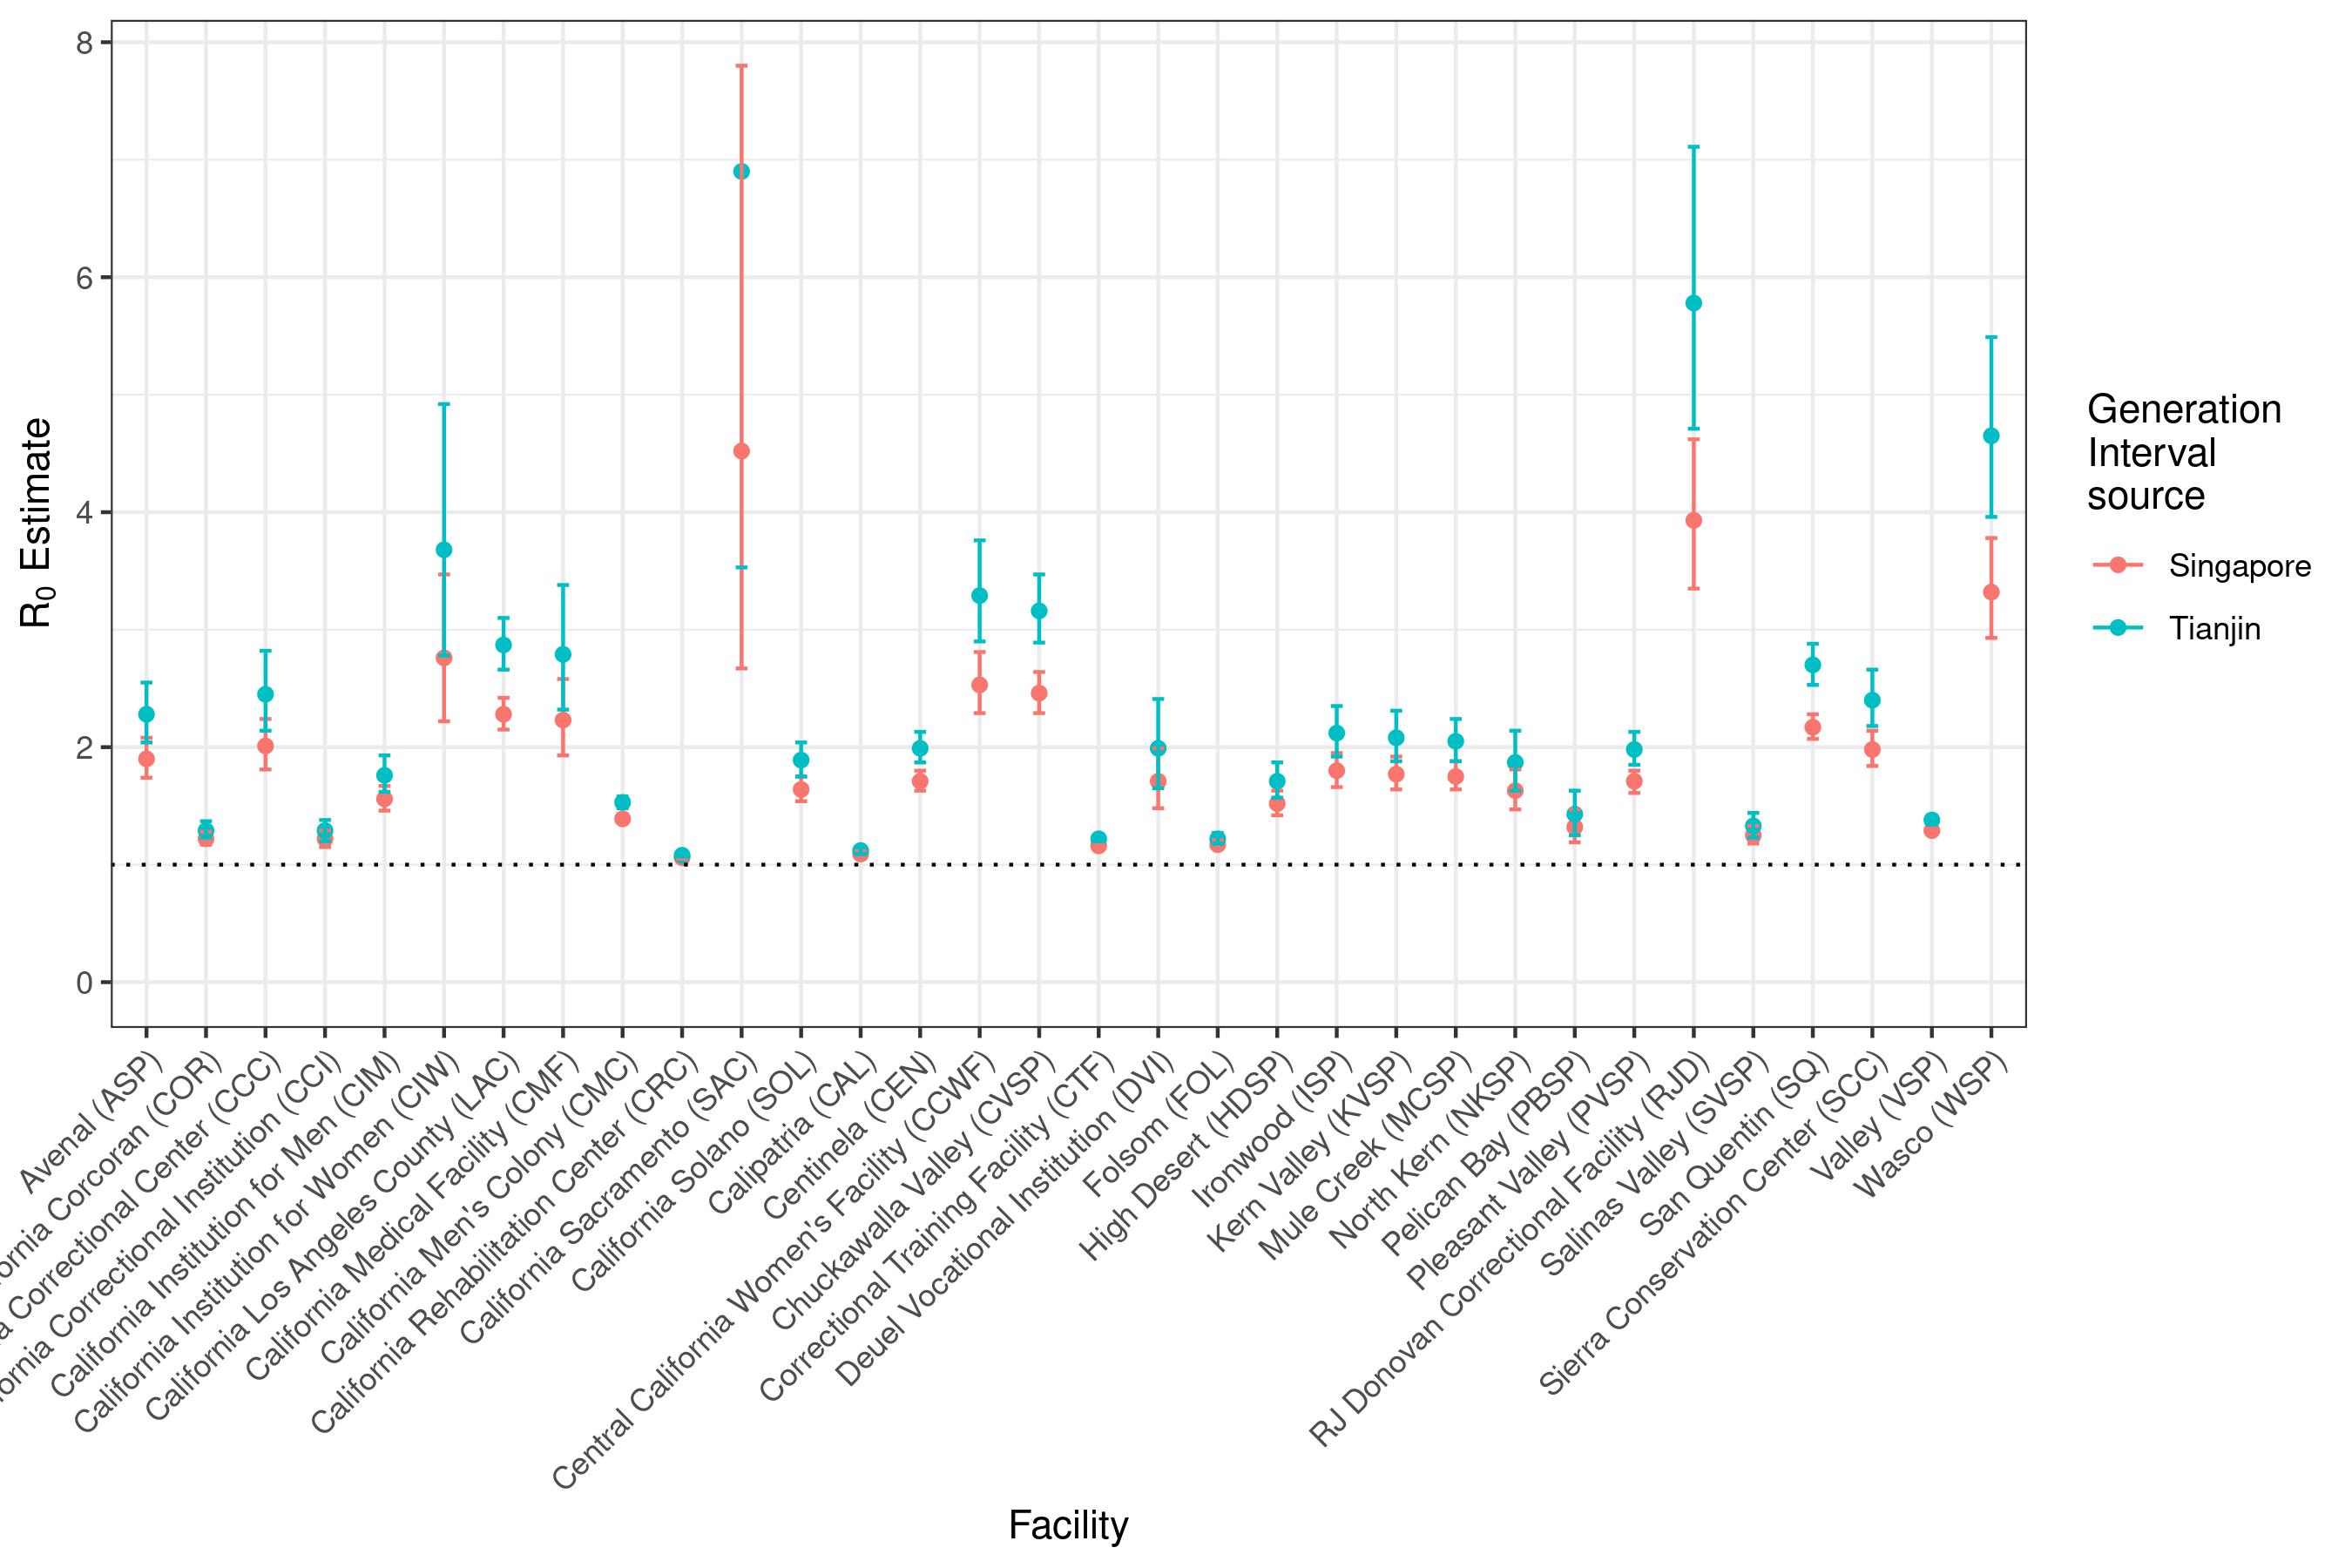 8
6
4
2
0
R0 Estimate
Avenal (ASP)
ornia Corcoran (COR)
a Correctional Center (CCC)
ornia Correctional Institution (CCI)
California Institution for Men (CIM)
California Institution for Women (CIW)
California Los Angeles County (LAC)
California Medical Facility (CMF)
California Men's Colony (CMC)
California Rehabilitation Center (CRC)
California Sacramento (SAC)
California Solano (SOL)
Calipatria (CAL)
Centinela (CEN)
Central California Women's Facility (CCWF)
Chuckawalla Valley (CVSP)
Correctional Training Facility (CTF)
Deuel Vocational Institution (DVI)
Folsom (FOL)
High Desert (HDSP)
Ironwood (ISP)
Kern Valley (KVSP)
Mule Creek (MCSP)
North Kern (NKSP)
Pelican Bay (PBSP)
Pleasant Valley (PVSP)
RJ Donovan Correctional Facility (RJD)
Salinas Valley (SVSP)
San Quentin (SQ)
Sierra Conservation Center (SCC)
Valley (VSP)
Wasco (WSP)
Facility
Generation
Interval
source
Singapore
Tianjin